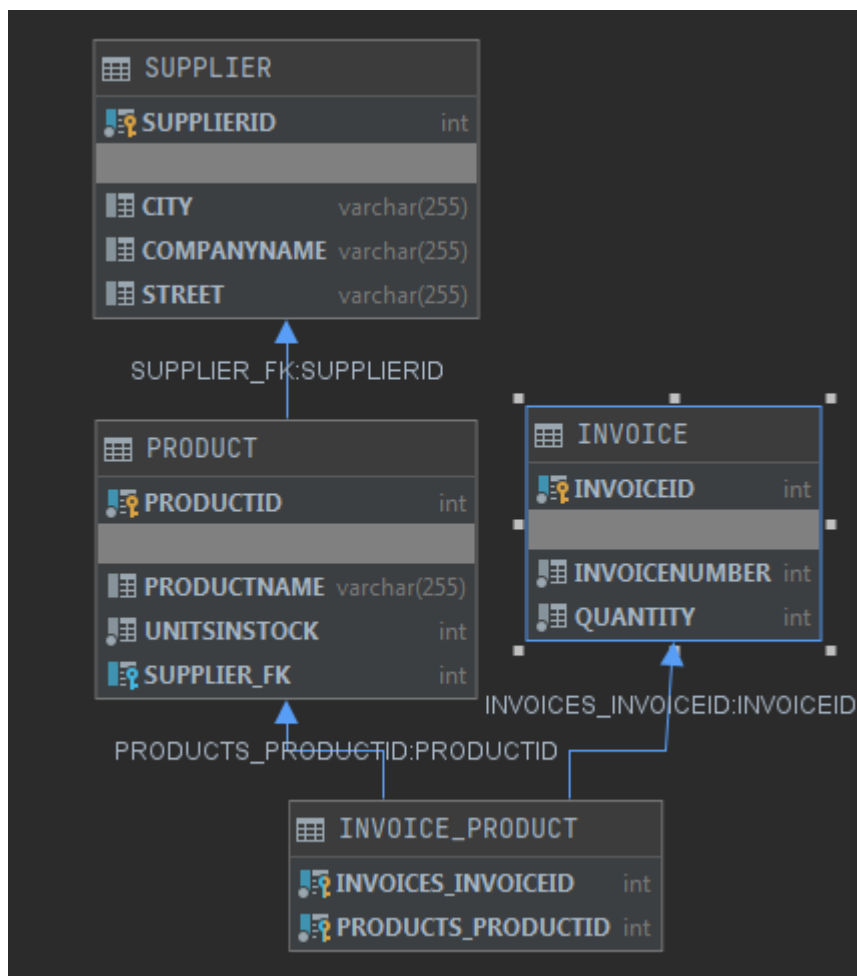 SUPPLIER
SUPPLIERID int
CITY varchar(255)
COMPANYNAME varchar(255)
STREET varchar(255)
SUPPLIER_FK:SUPPLIERID
PRODUCT
PRODUCTID int
PRODUCTNAME varchar(255)
UNITSINSTOCK int
SUPPLIER_FK int
INVOICE
INVOICEID int
INVOICENUMBER int
QUANTITY int
INVOICES_INVOICEID:INVOICEID
PRODUCTS_PRODUCTID:PRODUCTID
INVOICE_PRODUCT
INVOICES_INVOICEID int
PRODUCTS_PRODUCTID int